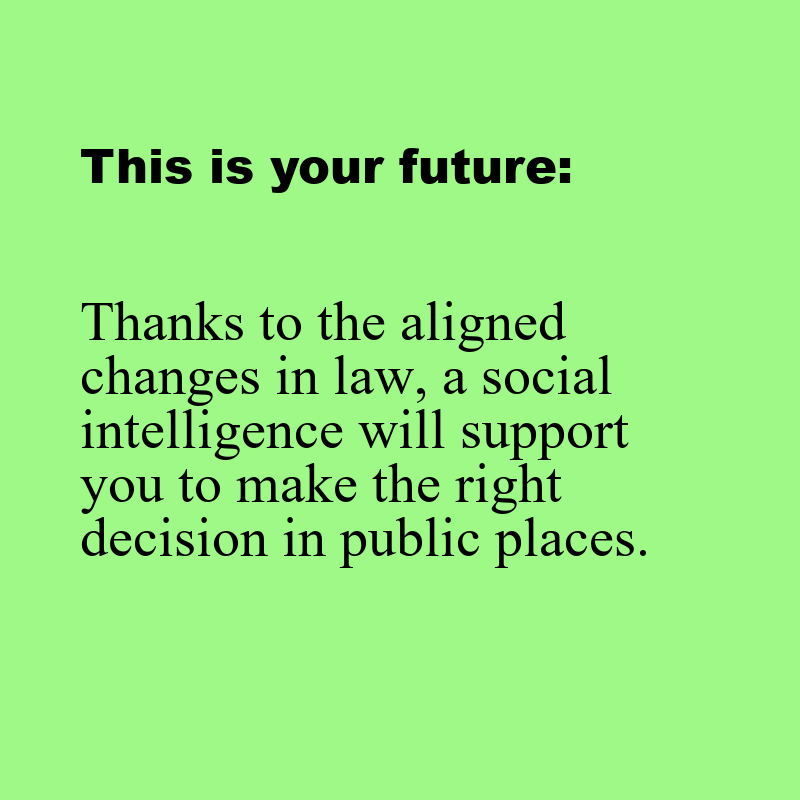 This is your future:
Thanks to the aligned
changes in law, a social
intelligence will support
you to make the right
decision in public places.